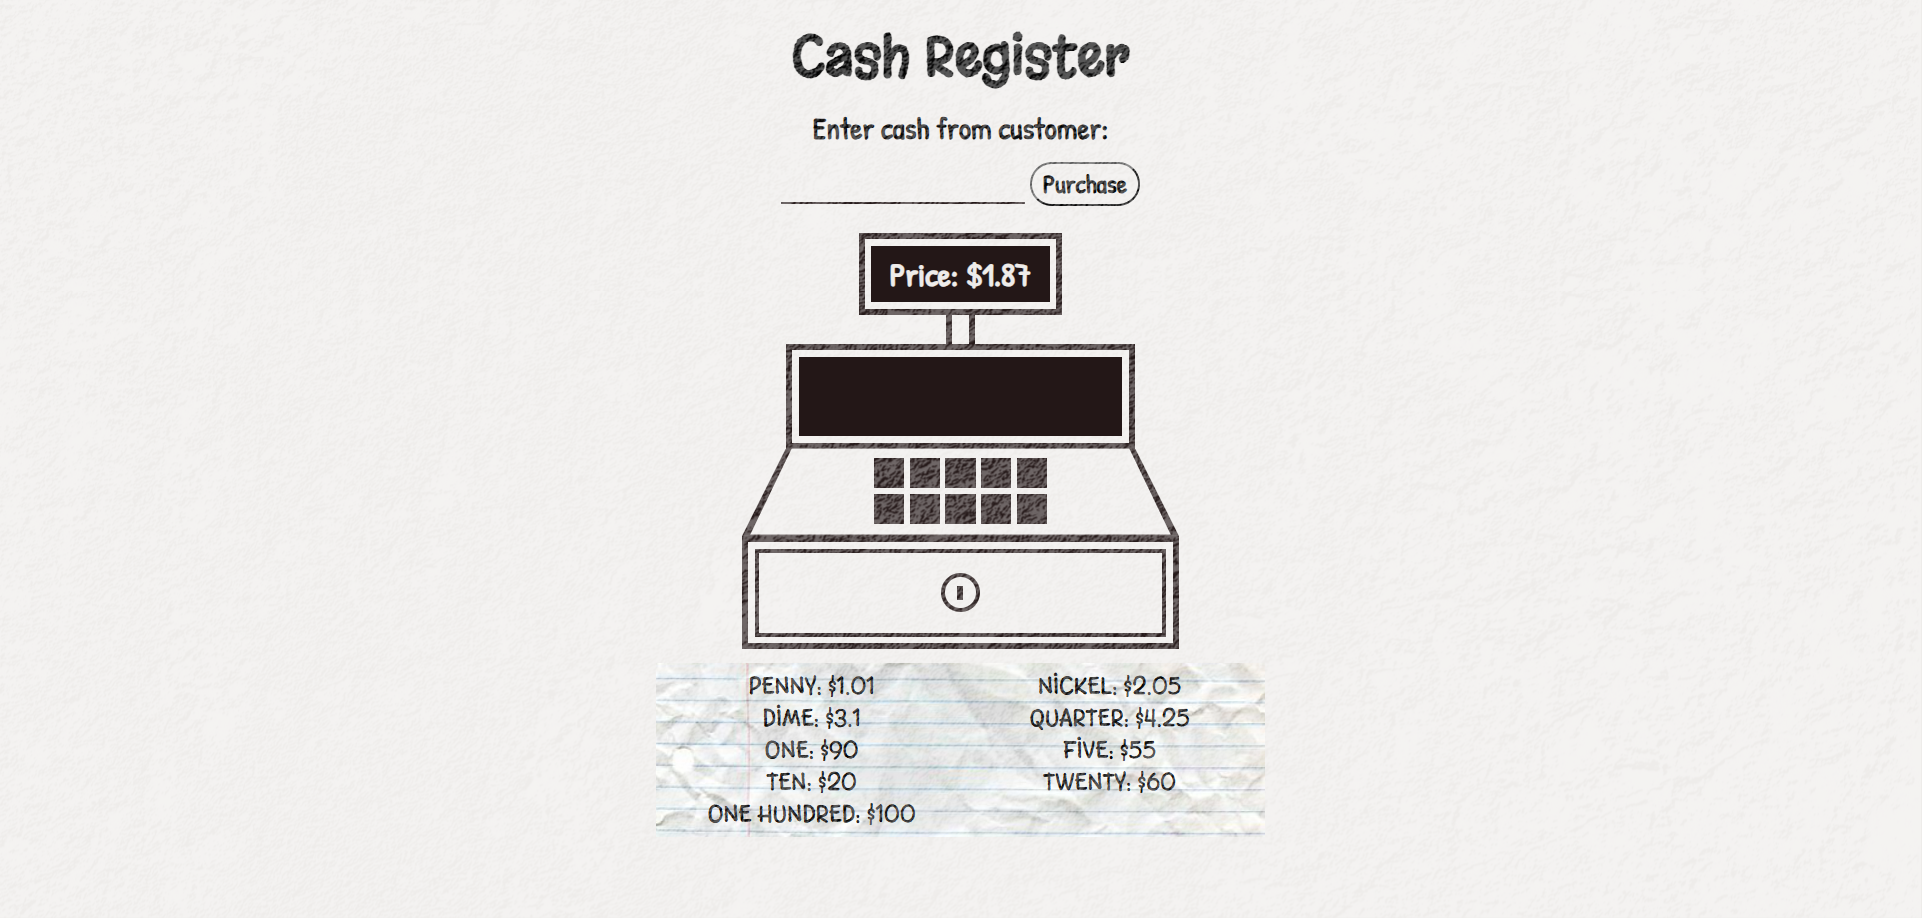 Cash Register
Enter cash from customer:
Purchase
Price: $1.87
PENNY: $1.01 NICKEL: $2.05
DIME: $3.1 QUARTER: $4.25
ONE: $90 FIVE: $55
TEN: $20 TWENTY: $60
ONE HUNDRED: $100